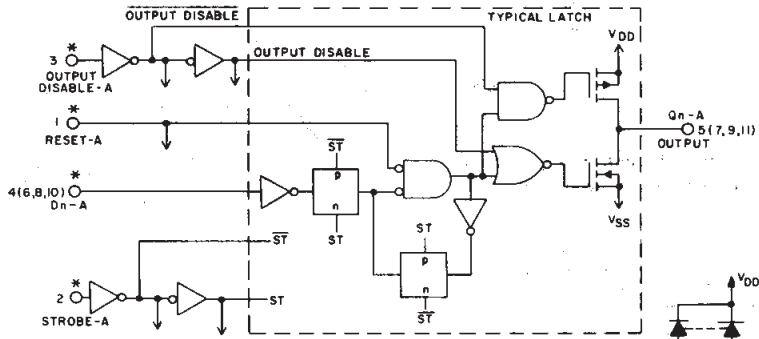 OUTPUT DISABLE
TYPICAL LATCH
VDD
*
3
OUTPUT
DISABLE-A
OUTPUT DISABLE
*
1
RESET-A
Qn-A
5(7,9,11)
OUTPUT
ST
p
n
ST
*
4(6,8,10)
Dn-A
VSS
ST
ST
p
ST
*
2
STROBE-A
ST
VDD